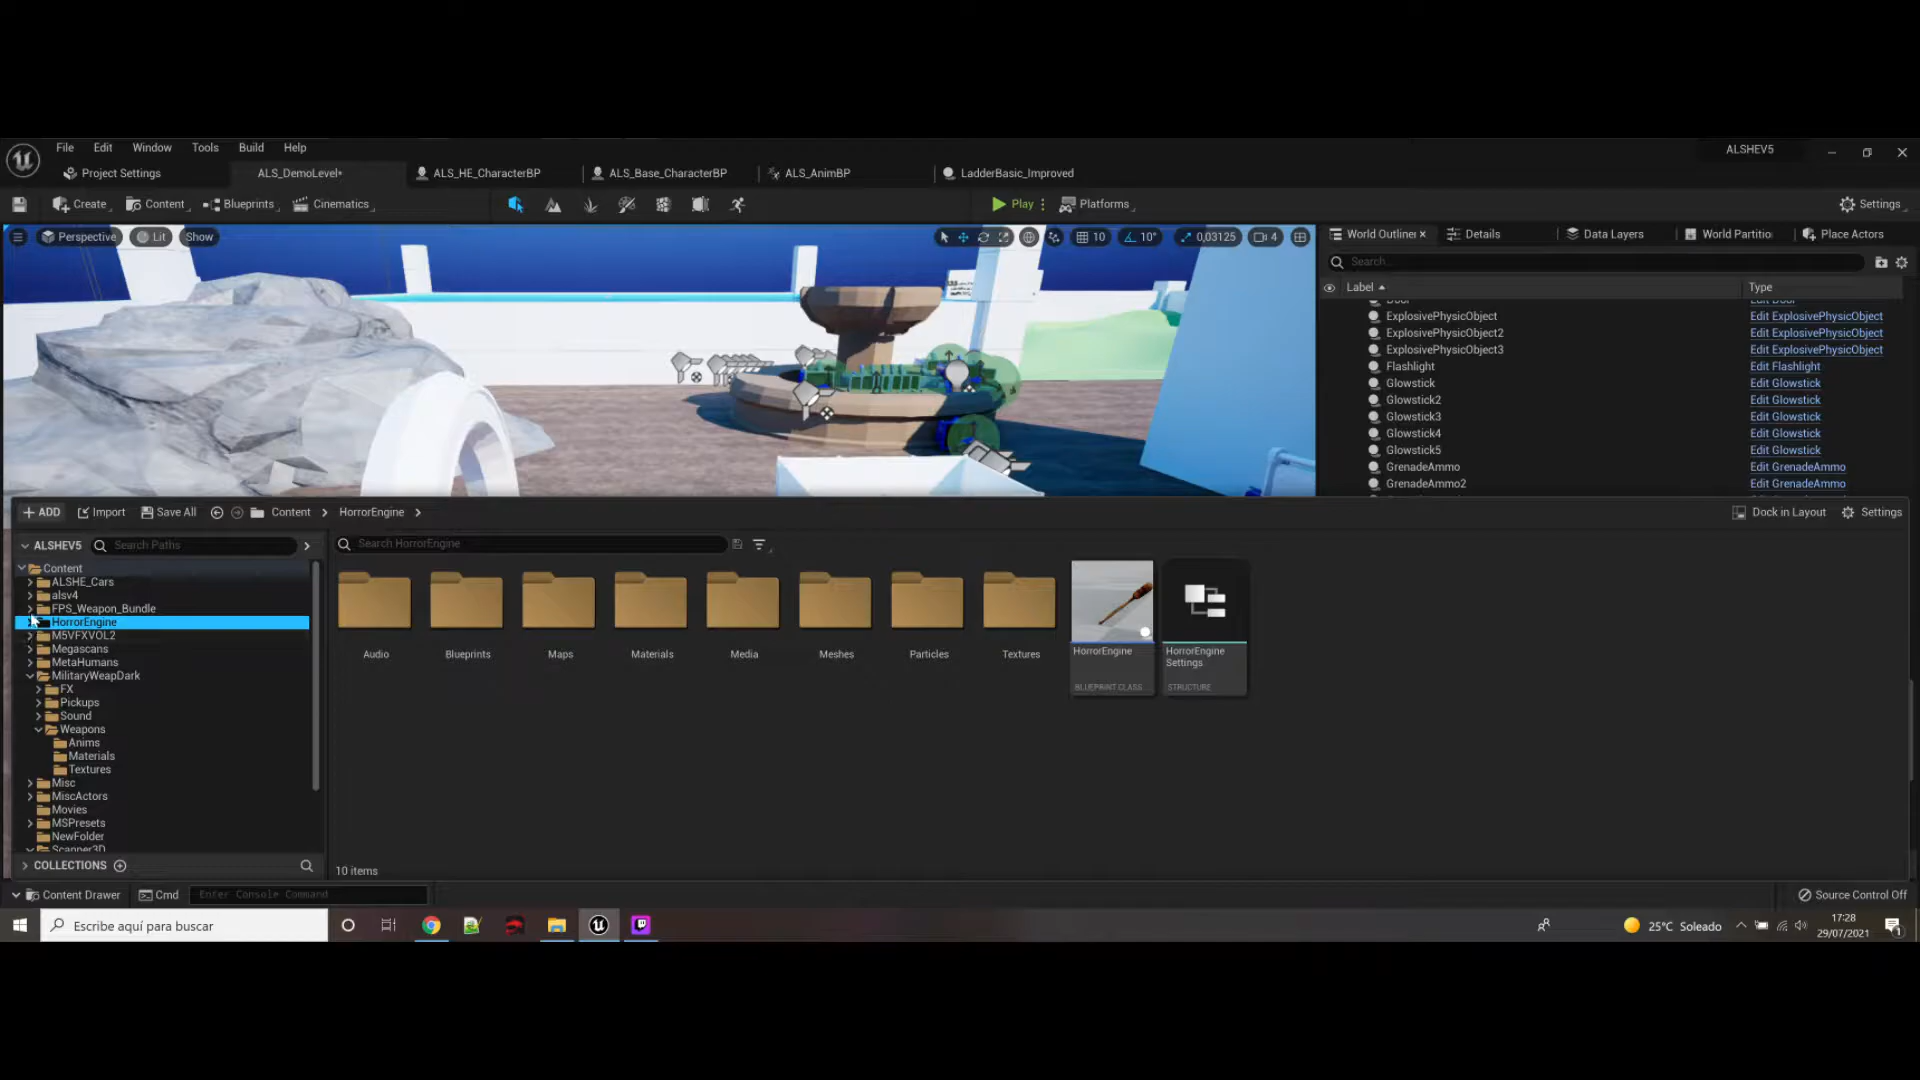 File Edit Window Tools Build Help
ALSHEV5
Project Settings ALS_DemoLevel* ALS_HE_CharacterBP ALS_Base_CharacterBP ALS_AnimBP LadderBasic_Improved
Create Content Blueprints Cinematics Play Platforms Settings
Perspective Lit Show 10 10° 0,03125 4
World Outliner Details Data Layers World Partitio Place Actors
Search...
Label Type
Door Edit Door
ExplosivePhysicObject Edit ExplosivePhysicObject
ExplosivePhysicObject2 Edit ExplosivePhysicObject
ExplosivePhysicObject3 Edit ExplosivePhysicObject
Flashlight Edit Flashlight
Glowstick Edit Glowstick
Glowstick2 Edit Glowstick
Glowstick3 Edit Glowstick
Glowstick4 Edit Glowstick
Glowstick5 Edit Glowstick
GrenadeAmmo Edit GrenadeAmmo
GrenadeAmmo2 Edit GrenadeAmmo
+ ADD Import Save All Content > HorrorEngine > Dock in Layout Settings
ALSHEV5 Search Paths
Search HorrorEngine
Content
ALSHE_Cars
alsv4
FPS_Weapon_Bundle
HorrorEngine
M5VFXVOL2
Megascans
MetaHumans
MilitaryWeapDark
FX
Pickups
Sound
Weapons
Anims
Materials
Textures
Misc
MiscActors
Movies
MSPresets
NewFolder
Scanner3D
Audio Blueprints Maps Materials Media Meshes Particles Textures
HorrorEngine
BLUEPRINT CLASS
HorrorEngine
Settings
STRUCTURE
COLLECTIONS
10 items
Content Drawer Cmd Enter Console Command Source Control Off
Escribe aquí para buscar
25°C Soleado
17:28
29/07/2021
1